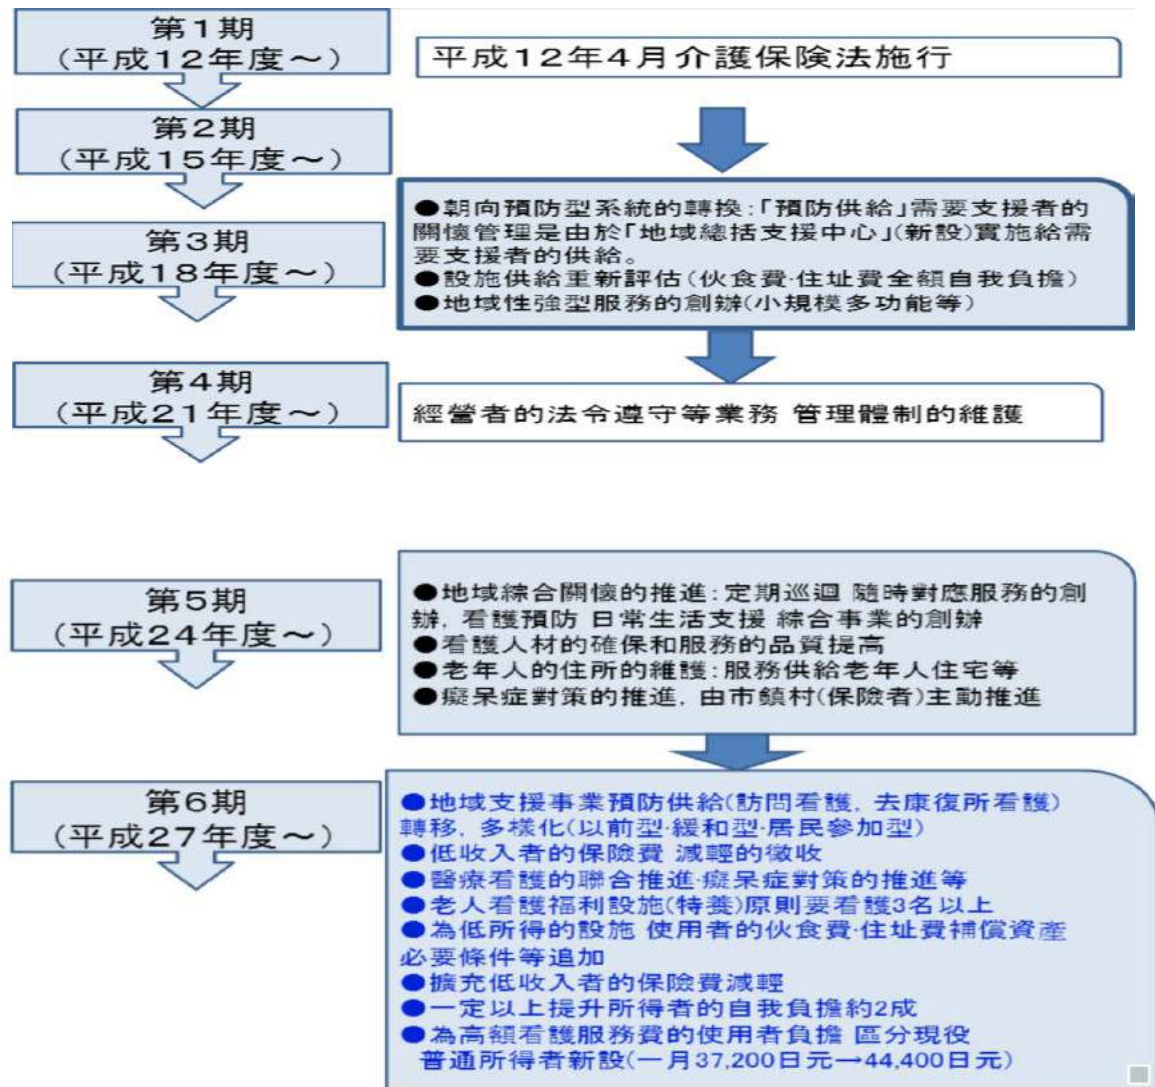 第1期
(平成12年度～)
平成12年4月介護保険法施行
第2期
(平成15年度～)
第3期
(平成18年度～)
●朝向預防型系統的轉換:「預防供給」需要支援者的
關懷管理是由於「地域總括支援中心」(新設)實施給需
要支援者的供給。
●設施供給重新評估(伙食費·住址費全額自我負擔)
●地域性強型服務的創辦(小規模多功能等)
第4期
(平成21年度～)
經營者的法令遵守等業務 管理體制的維護
第5期
(平成24年度～)
●地域綜合關懷的推進: 定期巡迴 隨時對應服務的創
辦, 看護預防 日常生活支援 綜合事業的創辦
●看護人材的確保和服務的品質提高
●老年人的住所的維護: 服務供給老年人住宅等
●癡呆症對策的推進, 由市鎮村(保險者)主動推進
第6期
(平成27年度～)
●地域支援事業預防供給(訪問看護, 去康復所看護)
轉移, 多樣化(以前型·緩和型·居民參加型)
●低收入者的保險費 減輕的徵收
●醫療看護的聯合推進·癡呆症對策的推進等
●老人看護福利設施(特養)原則要看護3名以上
●為低所得的設施 使用者的伙食費·住址費補償資產
必要條件等追加
●擴充低收入者的保險費減輕
●一定以上提升所得者的自我負擔約2成
●為高額看護服務費的使用者負擔 區分現役
普通所得者新設(一月37,200日元→44,400日元)